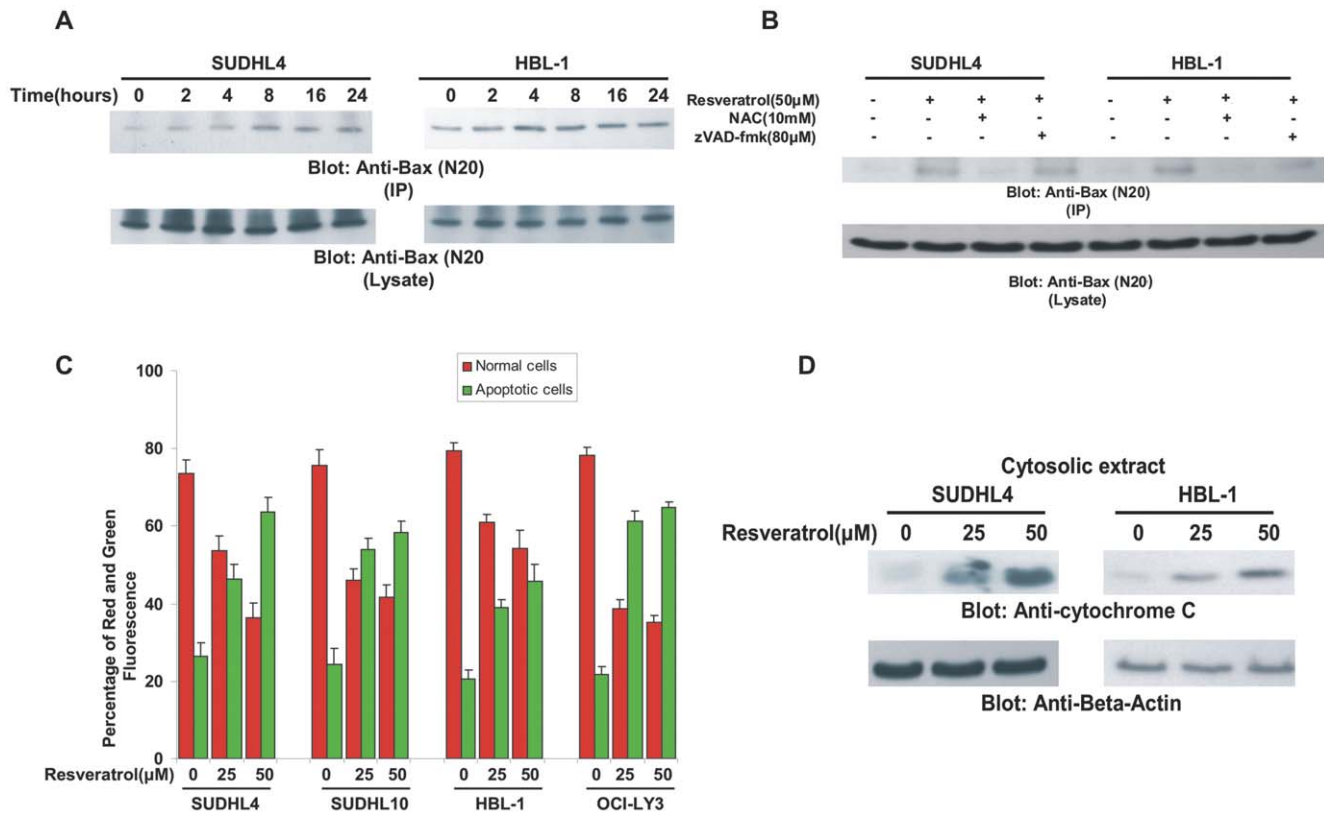 A
SUDHL4 HBL-1
Time(hours) 0 2 4 8 16 24 0 2 4 8 16 24
Blot: Anti-Bax (N20)
(IP)
Blot: Anti-Bax (N20
(Lysate)
B
SUDHL4 HBL-1
Resveratrol(50µM) - + + + - + + +
NAC(10mM) - - + - - - + -
zVAD-fmk(80µM) - - - + - - - +
Blot: Anti-Bax (N20)
(IP)
Blot: Anti-Bax (N20)
(Lysate)
C
Normal cells
Apoptotic cells
Percentage of Red and Green
Fluorescence
100
80
60
40
20
0
Resveratrol(µM) 0 25 50 0 25 50 0 25 50 0 25 50
SUDHL4 SUDHL10 HBL-1 OCI-LY3
D
Cytosolic extract
SUDHL4 HBL-1
Resveratrol(µM) 0 25 50 0 25 50
Blot: Anti-cytochrome C
Blot: Anti-Beta-Actin